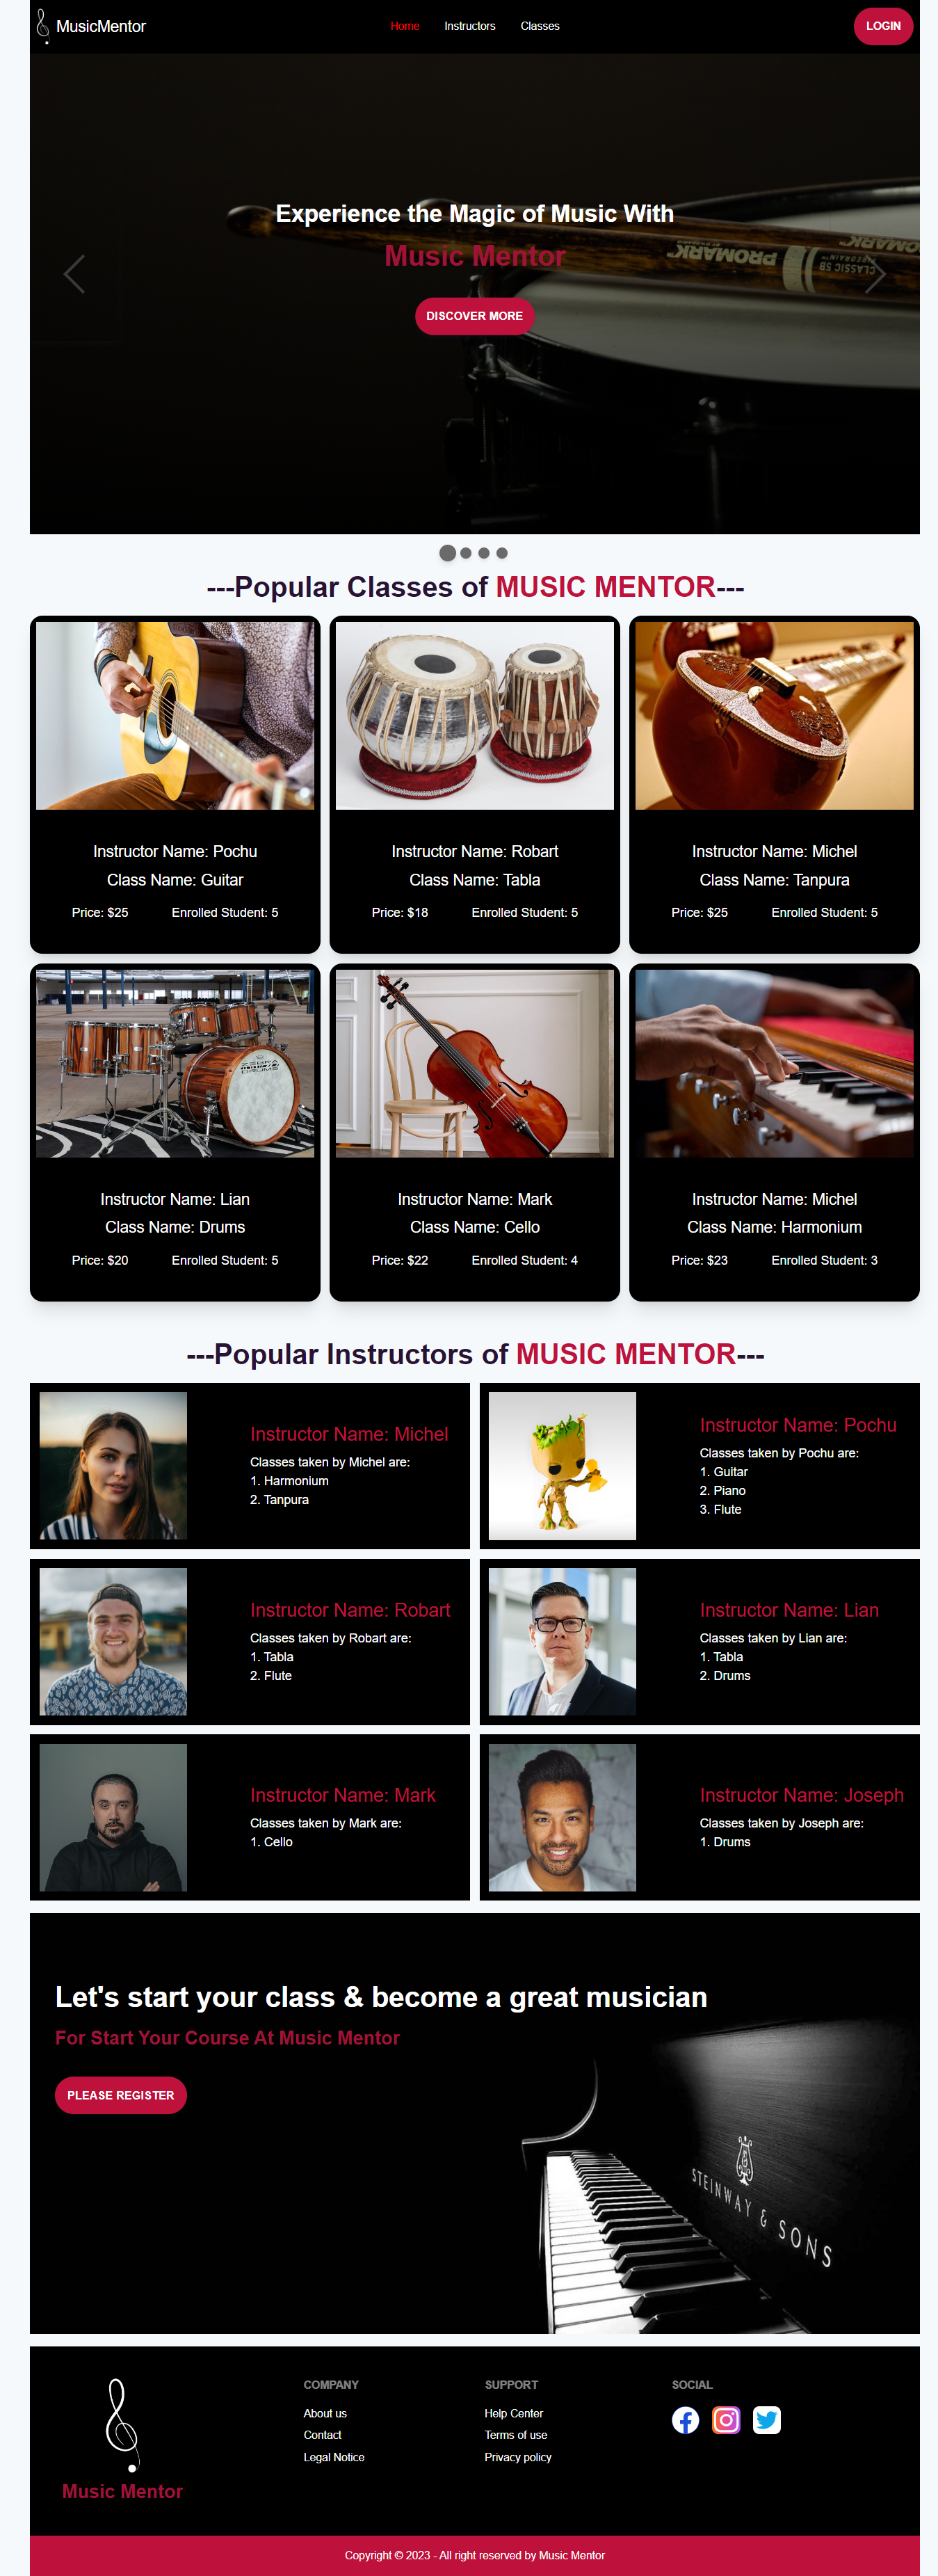 MusicMentor
Home Instructors Classes
LOGIN
Experience the Magic of Music With
Music Mentor
PROMARK
CLASSIC 5B
DISCOVER MORE
---Popular Classes of MUSIC MENTOR---
Instructor Name: Pochu
Class Name: Guitar
Price: $25 Enrolled Student: 5
Instructor Name: Robart
Class Name: Tabla
Price: $18 Enrolled Student: 5
Instructor Name: Michel
Class Name: Tanpura
Price: $25 Enrolled Student: 5
Instructor Name: Lian
Class Name: Drums
Price: $20 Enrolled Student: 5
Instructor Name: Mark
Class Name: Cello
Price: $22 Enrolled Student: 4
Instructor Name: Michel
Class Name: Harmonium
Price: $23 Enrolled Student: 3
---Popular Instructors of MUSIC MENTOR---
Instructor Name: Michel
Classes taken by Michel are:
1. Harmonium
2. Tanpura
Instructor Name: Pochu
Classes taken by Pochu are:
1. Guitar
2. Piano
3. Flute
Instructor Name: Robart
Classes taken by Robart are:
1. Tabla
2. Flute
Instructor Name: Lian
Classes taken by Lian are:
1. Tabla
2. Drums
Instructor Name: Mark
Classes taken by Mark are:
1. Cello
Instructor Name: Joseph
Classes taken by Joseph are:
1. Drums
Let's start your class & become a great musician
For Start Your Course At Music Mentor
PLEASE REGISTER
STEINWAY & SONS
Music Mentor
COMPANY
About us
Contact
Legal Notice
SUPPORT
Help Center
Terms of use
Privacy policy
SOCIAL
Copyright © 2023 - All right reserved by Music Mentor